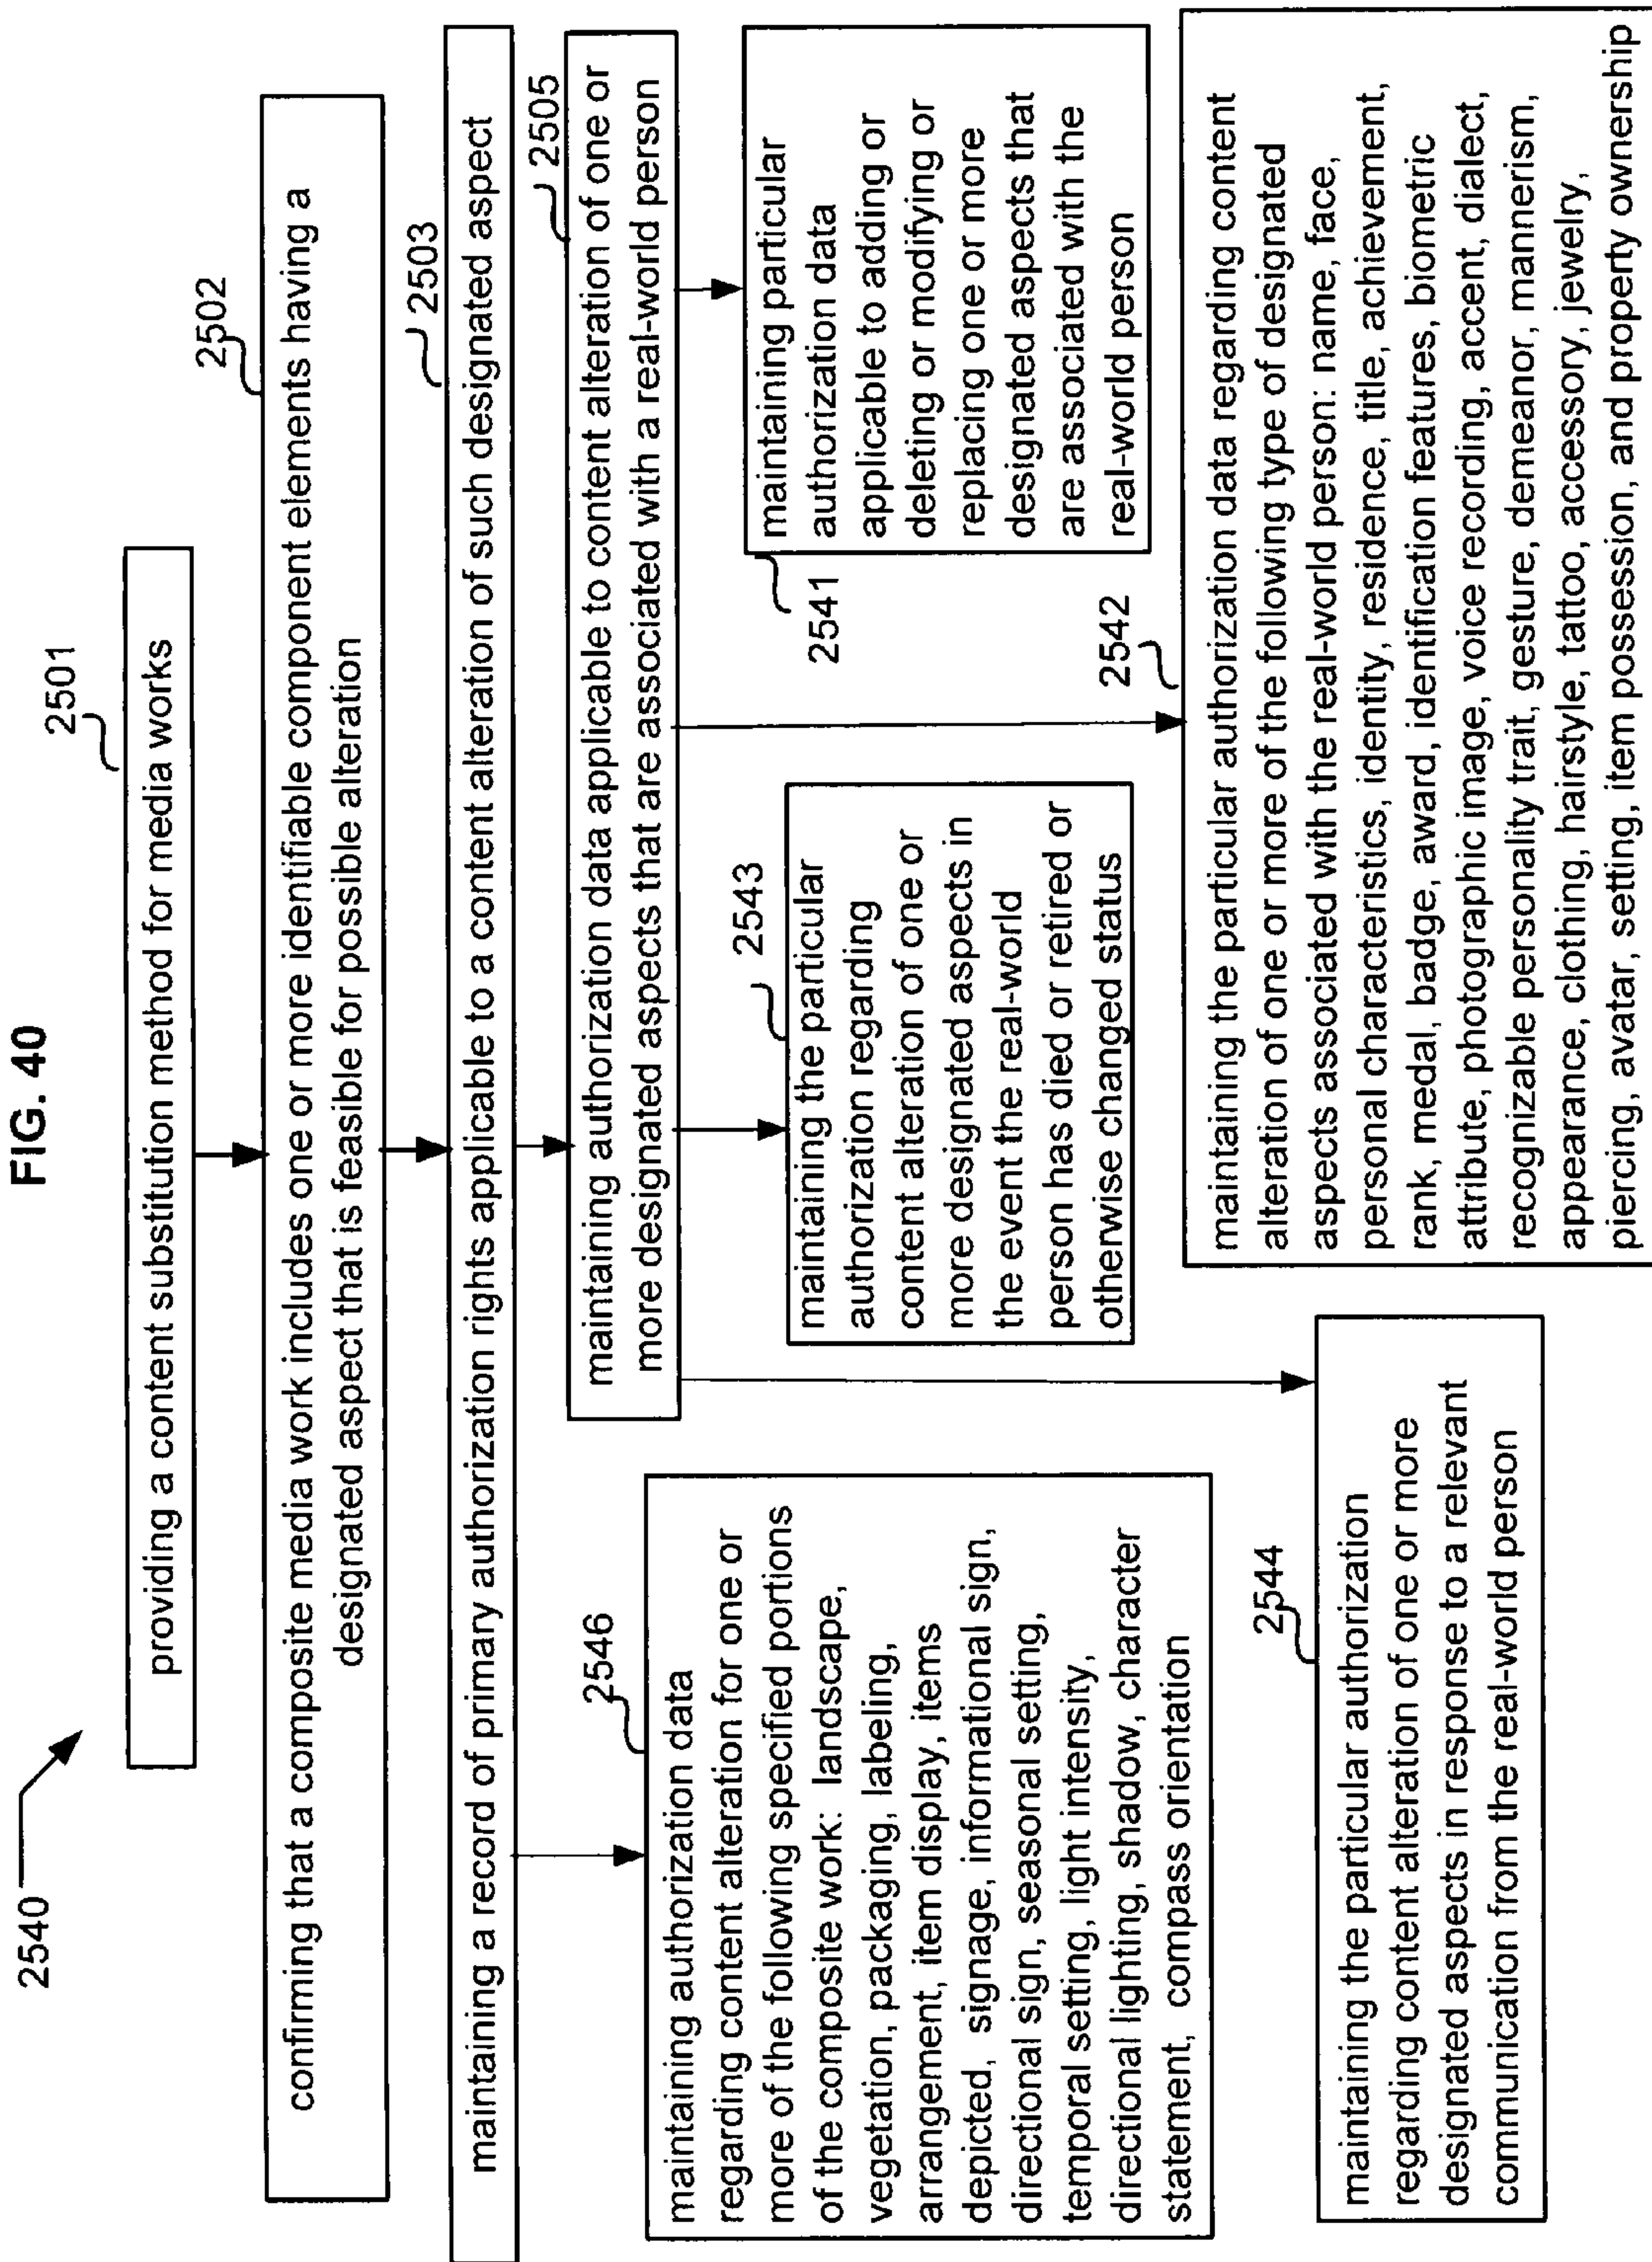 FIG. 40
2540
2501
providing a content substitution method for media works
2502
confirming that a composite media work includes one or more identifiable component elements having a
designated aspect that is feasible for possible alteration
2503
maintaining a record of primary authorization rights applicable to a content alteration of such designated aspect
2505
maintaining authorization data applicable to content alteration of one or
more designated aspects that are associated with a real-world person
2546
maintaining authorization data
regarding content alteration for one or
more of the following specified portions
of the composite work: landscape,
vegetation, packaging, labeling,
arrangement, item display, items
depicted, signage, informational sign,
directional sign, seasonal setting,
temporal setting, light intensity,
directional lighting, shadow, character
statement, compass orientation
2543
maintaining the particular
authorization regarding
content alteration of one or
more designated aspects in
the event the real-world
person has died or retired or
otherwise changed status
2541
maintaining particular
authorization data
applicable to adding or
deleting or modifying or
replacing one or more
designated aspects that
are associated with the
real-world person
2544
maintaining the particular authorization
regarding content alteration of one or more
designated aspects in response to a relevant
communication from the real-world person
2542
maintaining the particular authorization data regarding content
alteration of one or more of the following type of designated
aspects associated with the real-world person: name, face,
personal characteristics, identity, residence, title, achievement,
rank, medal, badge, award, identification features, biometric
attribute, photographic image, voice recording, accent, dialect,
recognizable personality trait, gesture, demeanor, mannerism,
appearance, clothing, hairstyle, tattoo, accessory, jewelry,
piercing, avatar, setting, item possession, and property ownership